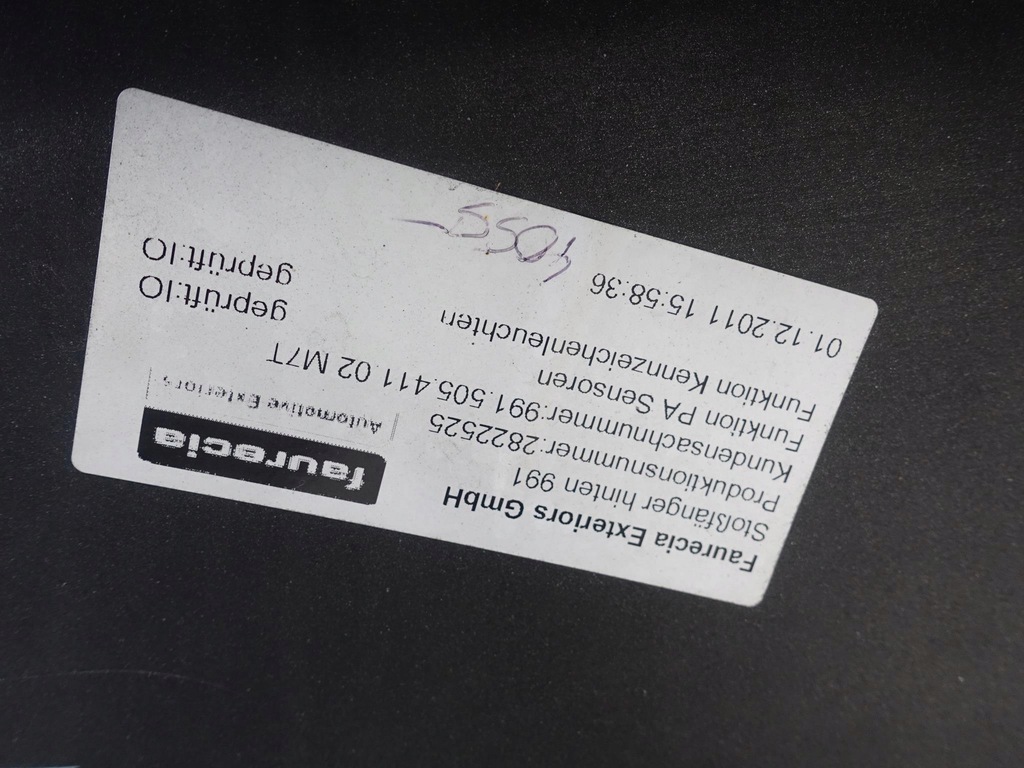 Faurecia Exteriors GmbH
Stoßfänger hinten 991
Produktionsnummer:2822525
Kundensachnummer:991.505.411.02 M7T
Funktion PA Sensoren geprüft:IO
Funktion Kennzeichenleuchten geprüft:IO
01.12.2011 15:58:36
faurecia
Automotive Exteriors